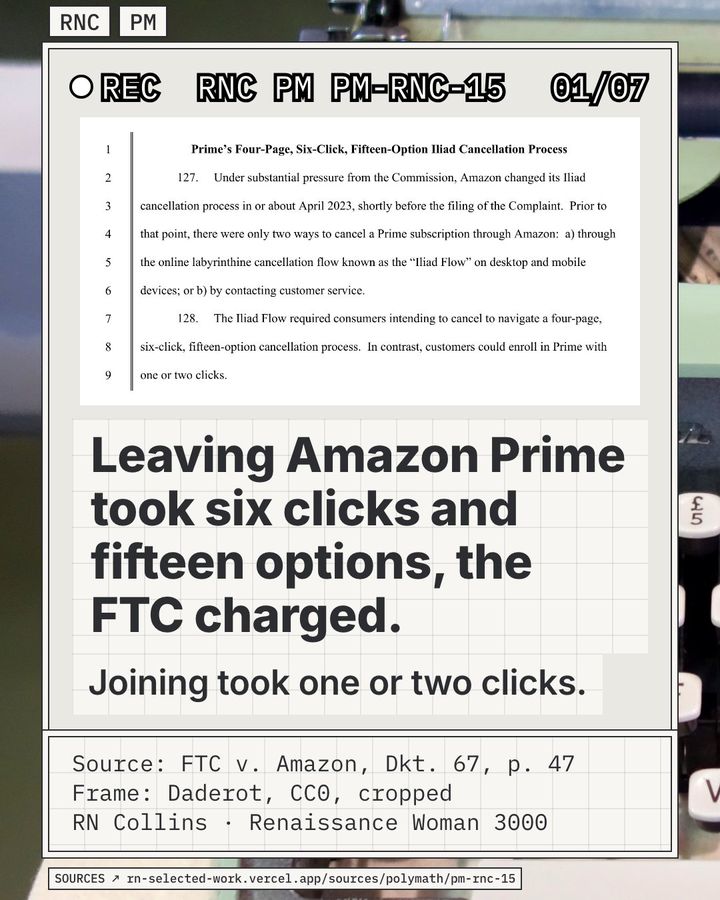 RNC PM
REC RNC PM PM-RNC-15 01/07
1 Prime’s Four-Page, Six-Click, Fifteen-Option Iliad Cancellation Process
2 127. Under substantial pressure from the Commission, Amazon changed its Iliad
3 cancellation process in or about April 2023, shortly before the filing of the Complaint. Prior to
4 that point, there were only two ways to cancel a Prime subscription through Amazon: a) through
5 the online labyrinthine cancellation flow known as the “Iliad Flow” on desktop and mobile
6 devices; or b) by contacting customer service.
7 128. The Iliad Flow required consumers intending to cancel to navigate a four-page,
8 six-click, fifteen-option cancellation process. In contrast, customers could enroll in Prime with
9 one or two clicks.
Leaving Amazon Prime
took six clicks and
fifteen options, the
FTC charged.
Joining took one or two clicks.
£
5
F
V
Source: FTC v. Amazon, Dkt. 67, p. 47
Frame: Daderot, CC0, cropped
RN Collins · Renaissance Woman 3000
SOURCES ↗ rn-selected-work.vercel.app/sources/polymath/pm-rnc-15